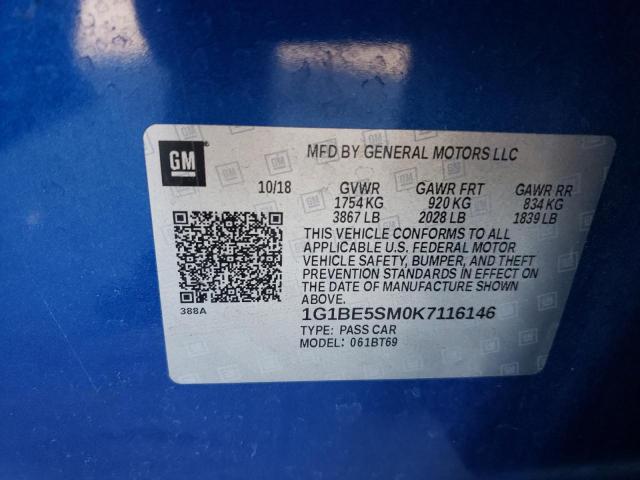 GM
MFD BY GENERAL MOTORS LLC
10/18 GVWR GAWR FRT GAWR RR
1754 KG 920 KG 834 KG
3867 LB 2028 LB 1839 LB
THIS VEHICLE CONFORMS TO ALL
APPLICABLE U.S. FEDERAL MOTOR
VEHICLE SAFETY, BUMPER, AND THEFT
PREVENTION STANDARDS IN EFFECT ON
THE DATE OF MANUFACTURE SHOWN
ABOVE.
388A
1G1BE5SM0K7116146
TYPE: PASS CAR
MODEL: 061BT69